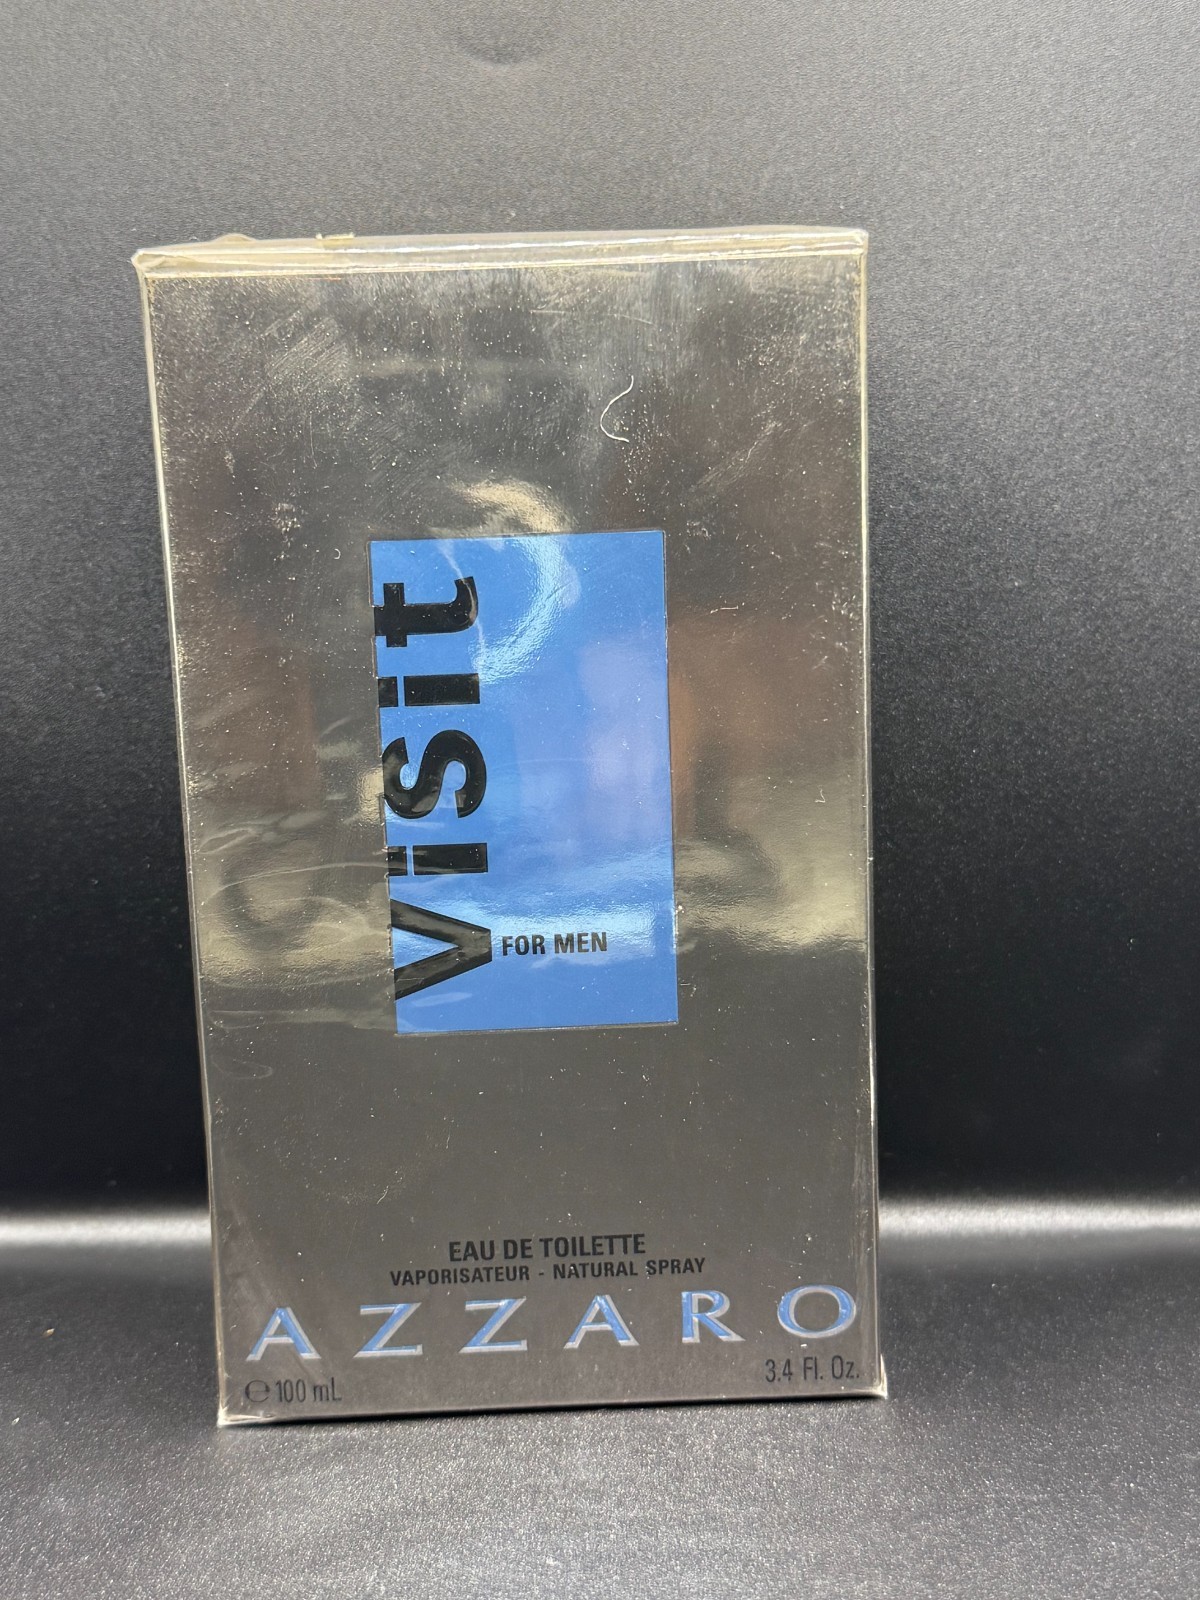 Visit
FOR MEN
EAU DE TOILETTE
VAPORISATEUR - NATURAL SPRAY
AZZARO
℮ 100 mL
3.4 Fl. Oz.